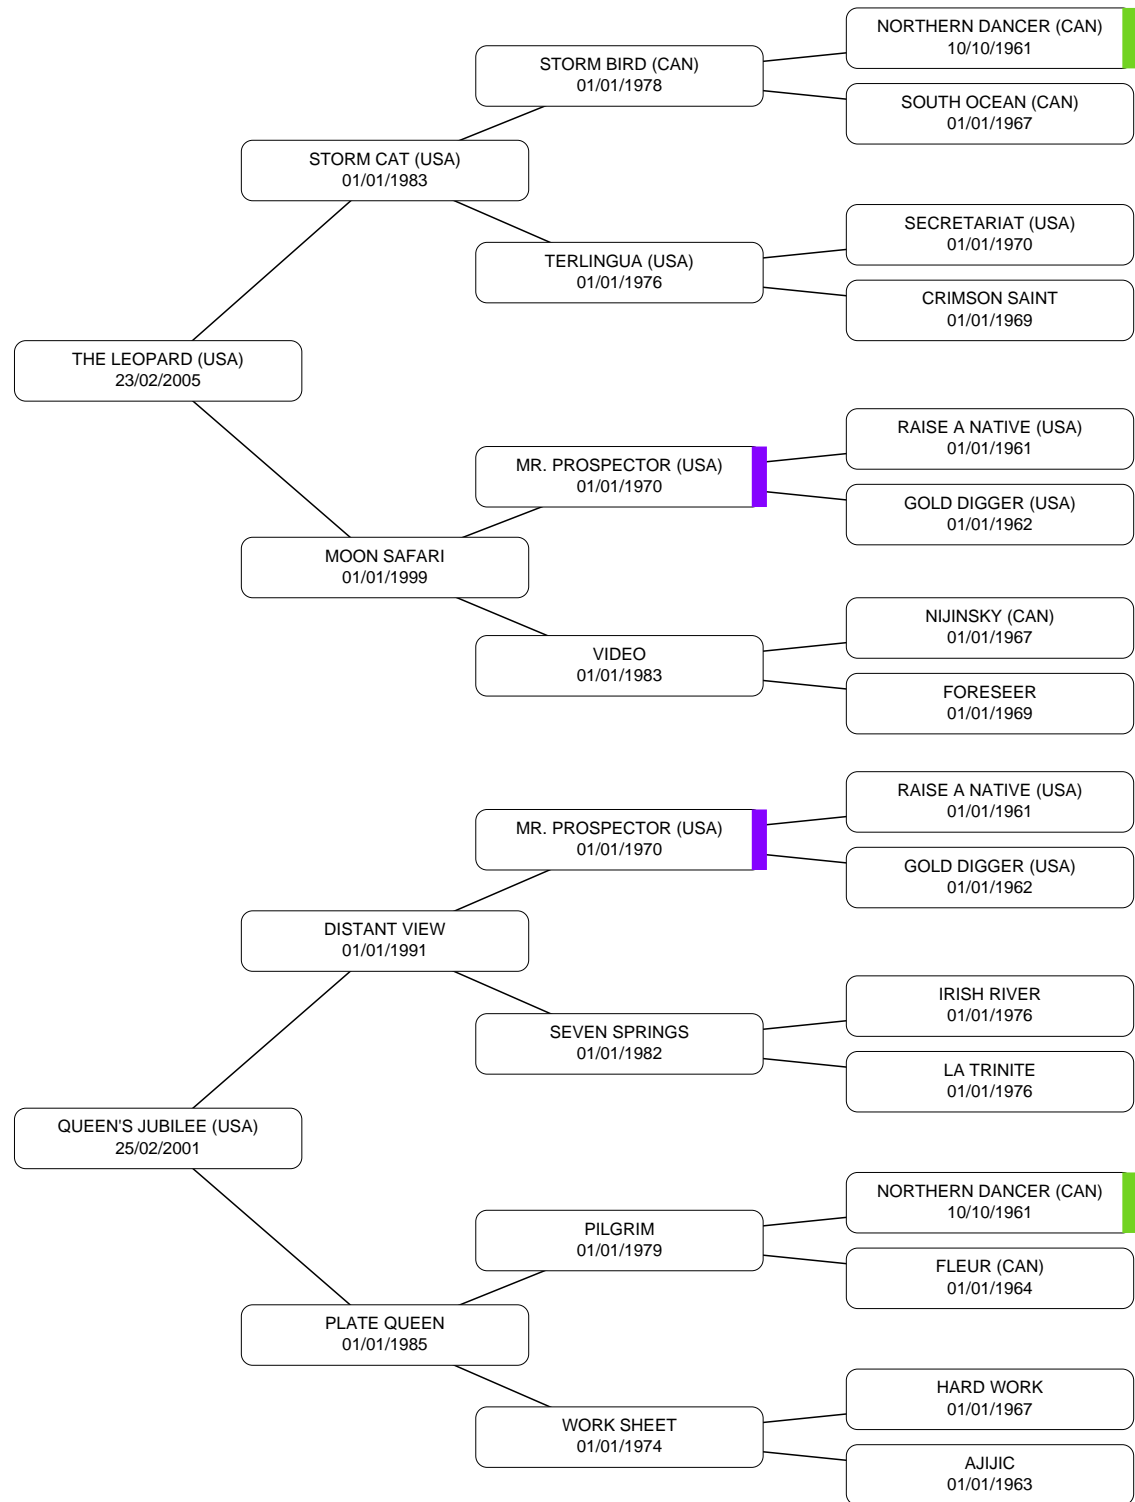 NORTHERN DANCER (CAN)
10/10/1961
STORM BIRD (CAN)
01/01/1978
SOUTH OCEAN (CAN)
01/01/1967
STORM CAT (USA)
01/01/1983
SECRETARIAT (USA)
01/01/1970
TERLINGUA (USA)
01/01/1976
CRIMSON SAINT
01/01/1969
THE LEOPARD (USA)
23/02/2005
RAISE A NATIVE (USA)
01/01/1961
MR. PROSPECTOR (USA)
01/01/1970
GOLD DIGGER (USA)
01/01/1962
MOON SAFARI
01/01/1999
NIJINSKY (CAN)
01/01/1967
VIDEO
01/01/1983
FORESEER
01/01/1969
RAISE A NATIVE (USA)
01/01/1961
MR. PROSPECTOR (USA)
01/01/1970
GOLD DIGGER (USA)
01/01/1962
DISTANT VIEW
01/01/1991
IRISH RIVER
01/01/1976
SEVEN SPRINGS
01/01/1982
LA TRINITE
01/01/1976
QUEEN'S JUBILEE (USA)
25/02/2001
NORTHERN DANCER (CAN)
10/10/1961
PILGRIM
01/01/1979
FLEUR (CAN)
01/01/1964
PLATE QUEEN
01/01/1985
HARD WORK
01/01/1967
WORK SHEET
01/01/1974
AJIJIC
01/01/1963